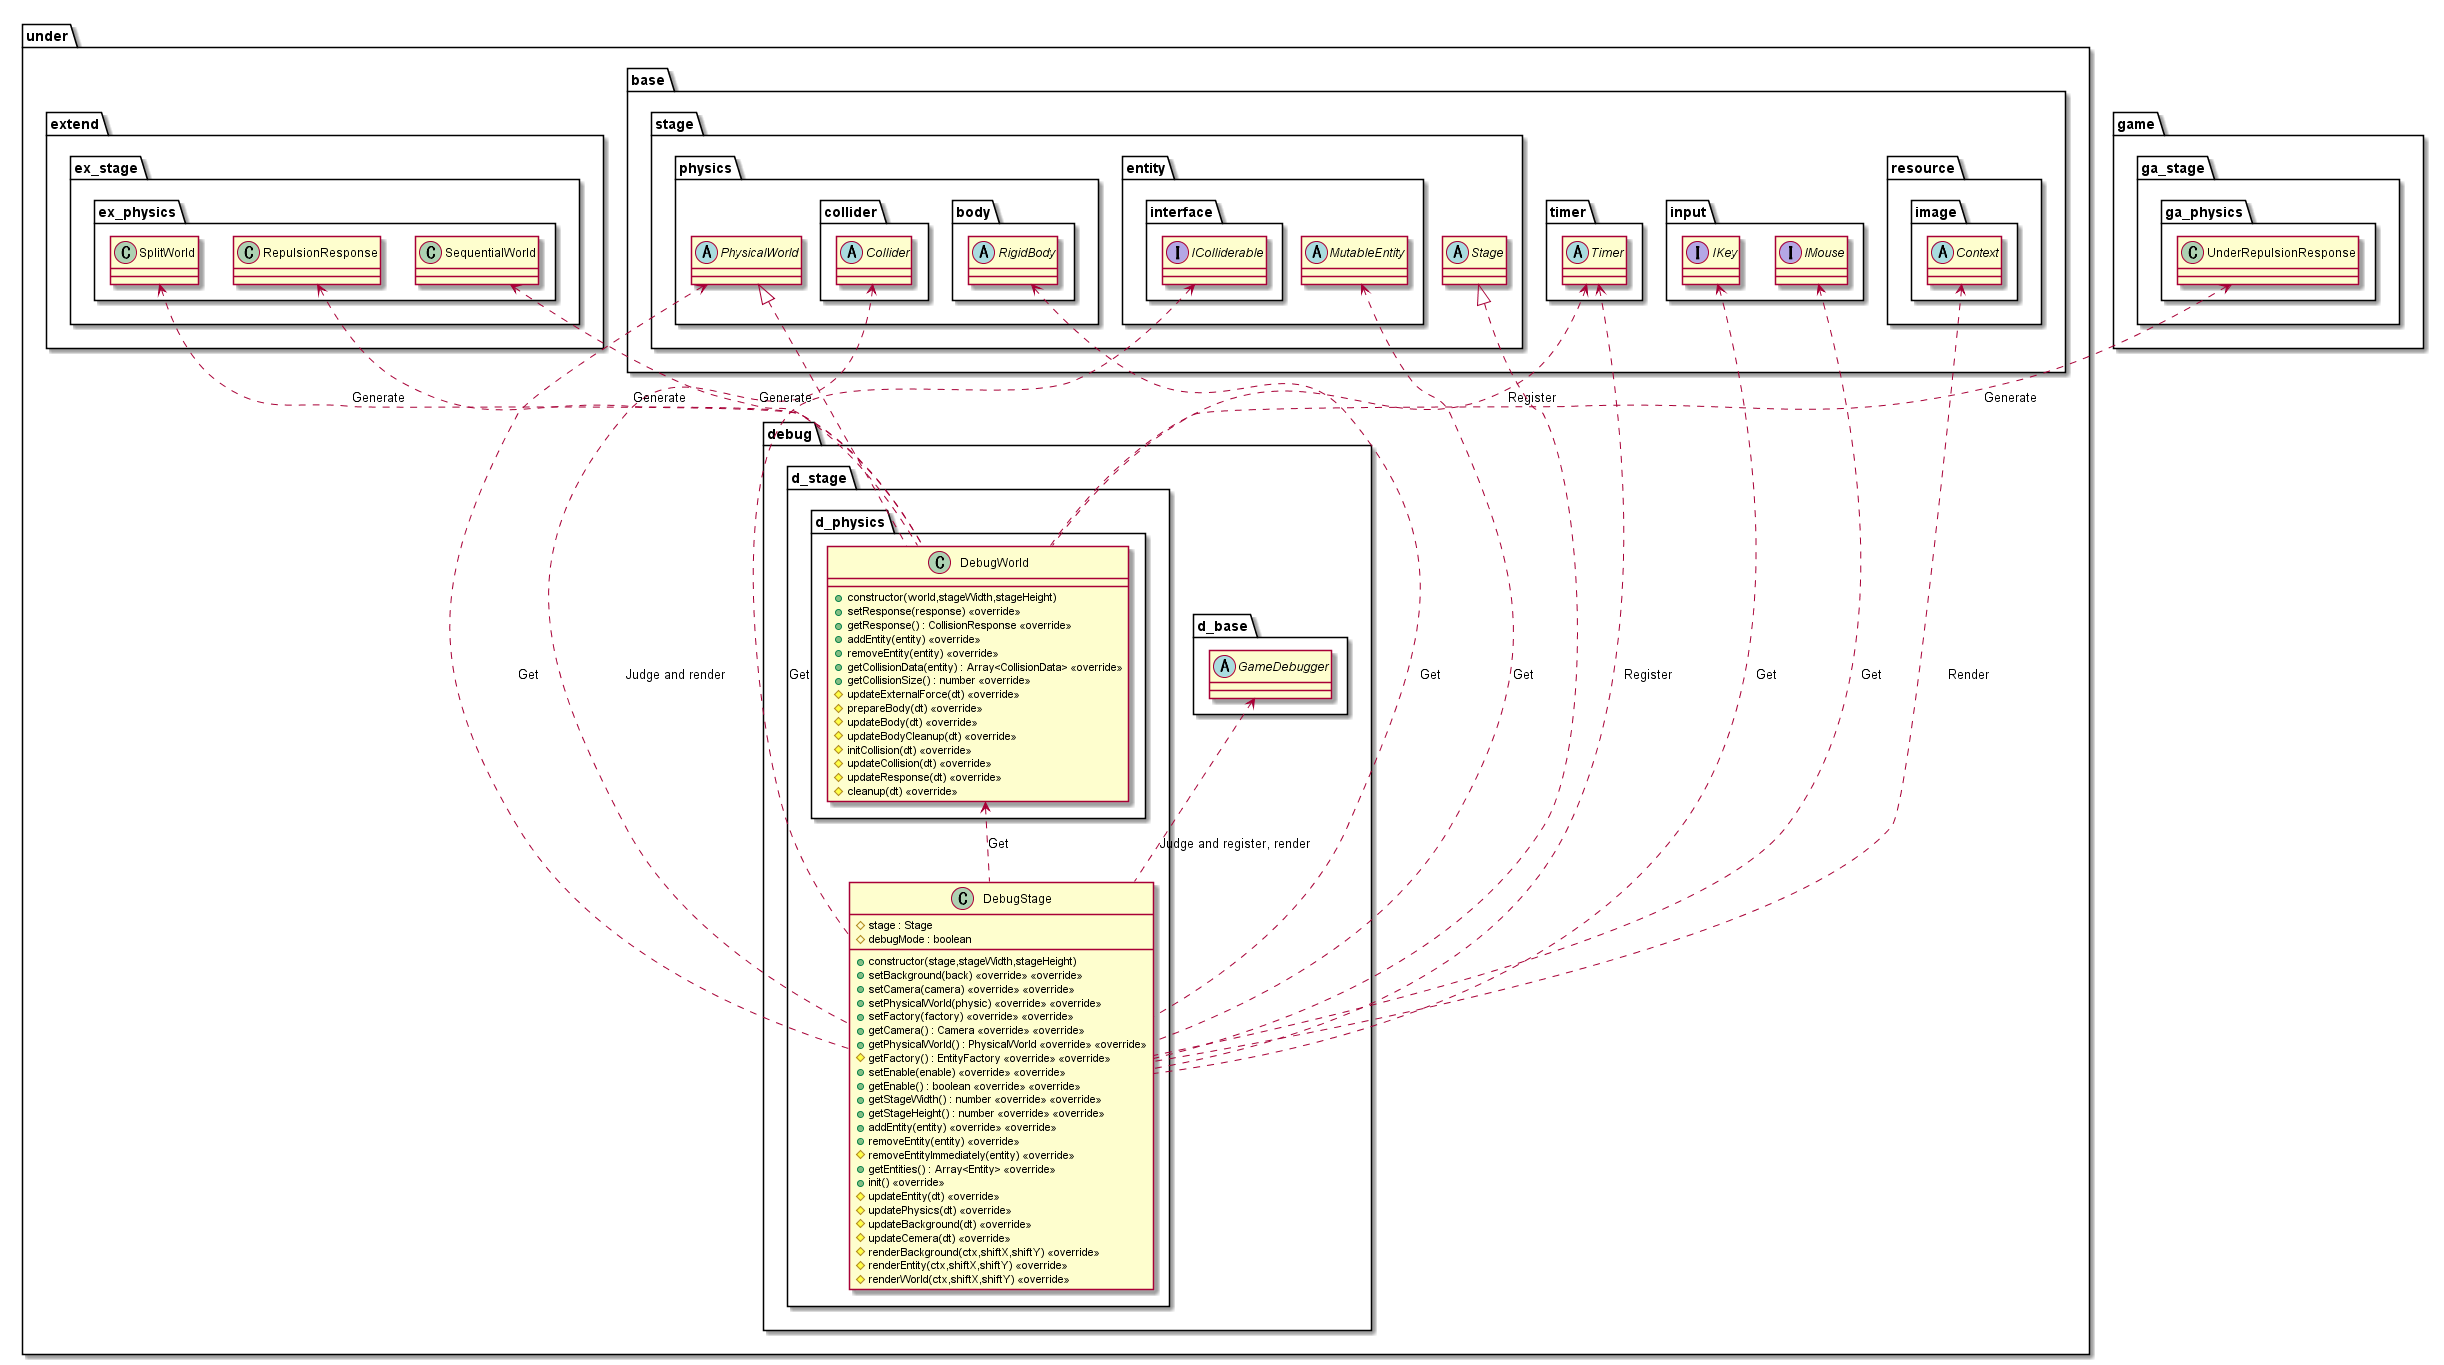 under
base
extend
stage
game
ex_stage
physics
entity
resource
ga_stage
ex_physics
collider
body
interface
timer
input
image
ga_physics
C SplitWorld
C RepulsionResponse
C SequentialWorld
A PhysicalWorld
A Collider
A RigidBody
I IColliderable
A MutableEntity
A Stage
A Timer
I IKey
I IMouse
A Context
C UnderRepulsionResponse
Generate
Generate
Generate
Register
Generate
debug
d_stage
d_physics
C DebugWorld
constructor(world,stageWidth,stageHeight)
setResponse(response) «override»
getResponse() : CollisionResponse «override»
addEntity(entity) «override»
removeEntity(entity) «override»
getCollisionData(entity) : Array<CollisionData> «override»
getCollisionSize() : number «override»
updateExternalForce(dt) «override»
prepareBody(dt) «override»
updateBody(dt) «override»
updateBodyCleanup(dt) «override»
initCollision(dt) «override»
updateCollision(dt) «override»
updateResponse(dt) «override»
cleanup(dt) «override»
d_base
A GameDebugger
Get
Judge and render
Get
Get
Get
Register
Get
Get
Render
Get
Judge and register, render
C DebugStage
stage : Stage
debugMode : boolean
constructor(stage,stageWidth,stageHeight)
setBackground(back) «override» «override»
setCamera(camera) «override» «override»
setPhysicalWorld(physic) «override» «override»
setFactory(factory) «override» «override»
getCamera() : Camera «override» «override»
getPhysicalWorld() : PhysicalWorld «override» «override»
getFactory() : EntityFactory «override» «override»
setEnable(enable) «override» «override»
getEnable() : boolean «override» «override»
getStageWidth() : number «override» «override»
getStageHeight() : number «override» «override»
addEntity(entity) «override» «override»
removeEntity(entity) «override»
removeEntityImmediately(entity) «override»
getEntities() : Array<Entity> «override»
init() «override»
updateEntity(dt) «override»
updatePhysics(dt) «override»
updateBackground(dt) «override»
updateCemera(dt) «override»
renderBackground(ctx,shiftX,shiftY) «override»
renderEntity(ctx,shiftX,shiftY) «override»
renderWorld(ctx,shiftX,shiftY) «override»